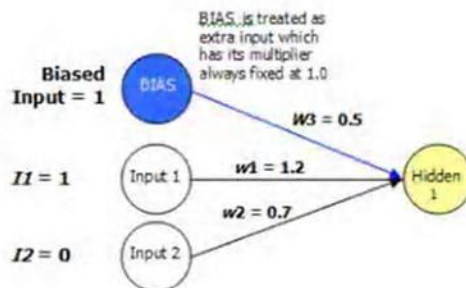 BIAS is treated as
extra input which
has its multiplier
always fixed at 1.0
Biased
Input = 1
BIAS
W3 = 0.5
I1 = 1
Input 1
w1 = 1.2
Hidden
1
w2 = 0.7
I2 = 0
Input 2